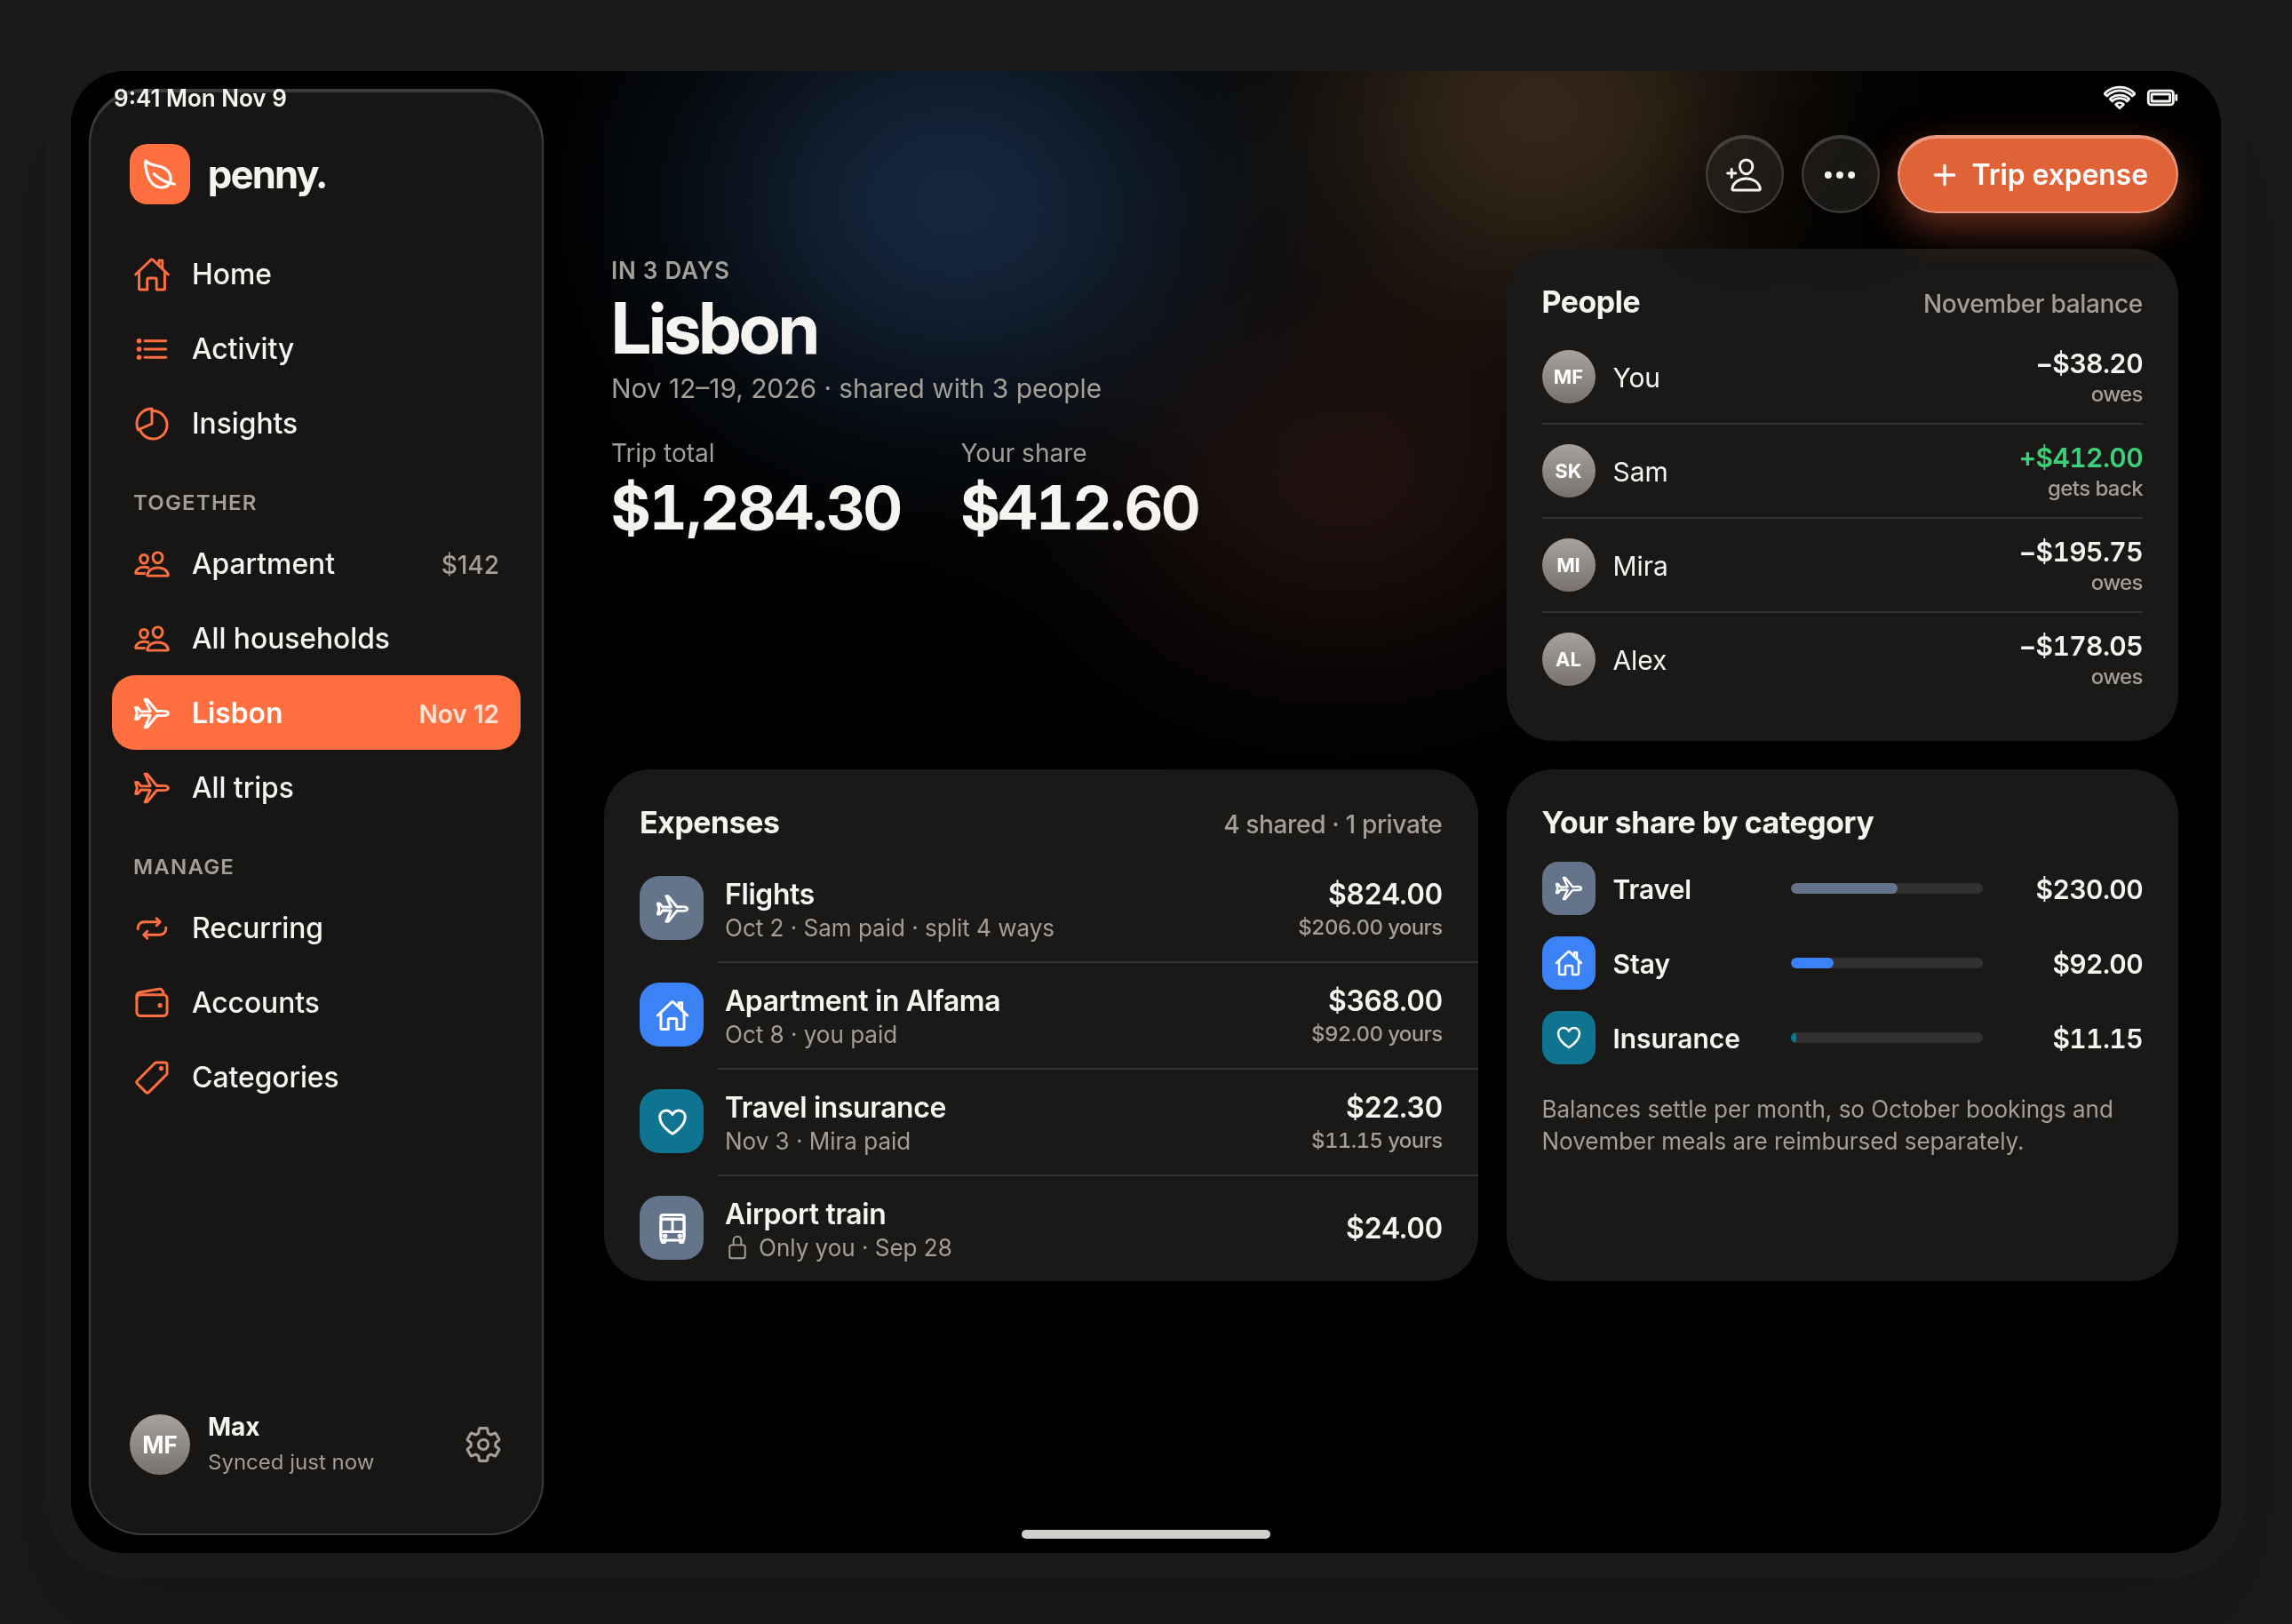 9:41 Mon Nov 9
penny.
Home
Activity
Insights
TOGETHER
Apartment $142
All households
Lisbon Nov 12
All trips
MANAGE
Recurring
Accounts
Categories
MF Max
Synced just now
Trip expense
IN 3 DAYS
Lisbon
Nov 12–19, 2026 · shared with 3 people
Trip total Your share
$1,284.30 $412.60
People November balance
MF You −$38.20
owes
SK Sam +$412.00
gets back
MI Mira −$195.75
owes
AL Alex −$178.05
owes
Expenses 4 shared · 1 private
Flights $824.00
Oct 2 · Sam paid · split 4 ways $206.00 yours
Apartment in Alfama $368.00
Oct 8 · you paid $92.00 yours
Travel insurance $22.30
Nov 3 · Mira paid $11.15 yours
Airport train $24.00
Only you · Sep 28
Your share by category
Travel $230.00
Stay $92.00
Insurance $11.15
Balances settle per month, so October bookings and
November meals are reimbursed separately.